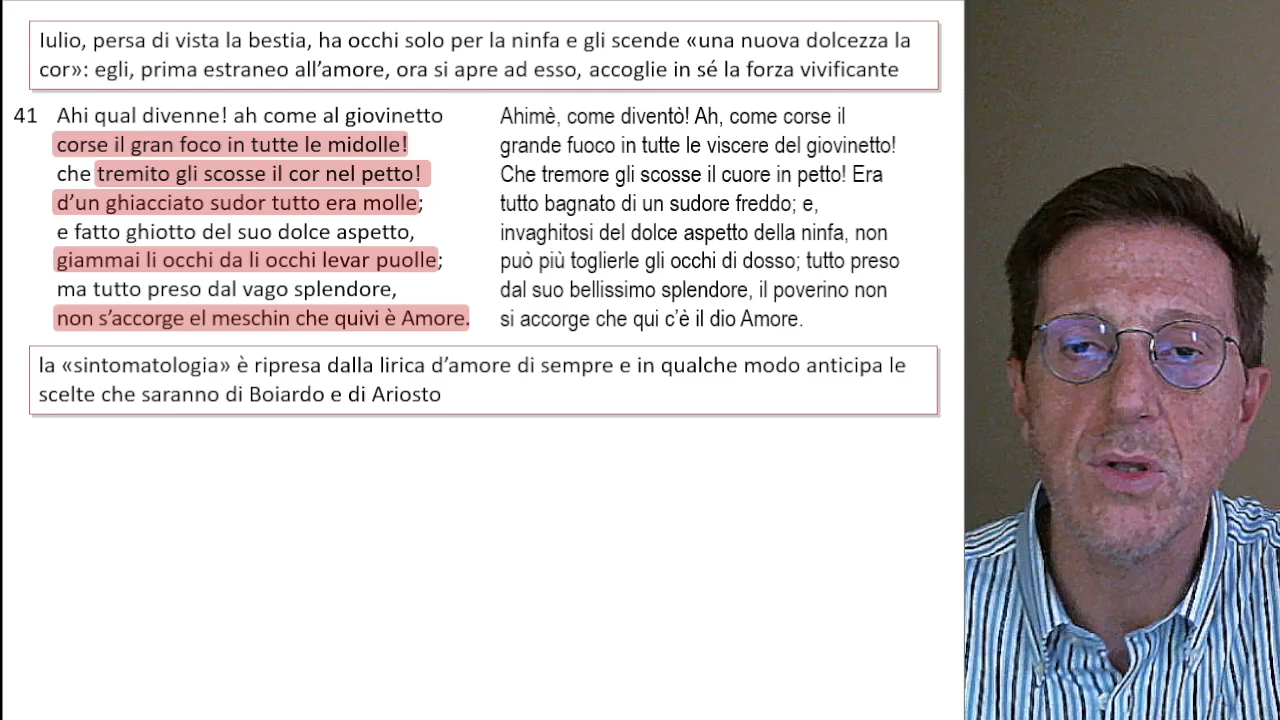 Iulio, persa di vista la bestia, ha occhi solo per la ninfa e gli scende «una nuova dolcezza la
cor»: egli, prima estraneo all’amore, ora si apre ad esso, accoglie in sé la forza vivificante
41 Ahi qual divenne! ah come al giovinetto
corse il gran foco in tutte le midolle!
che tremito gli scosse il cor nel petto!
d’un ghiacciato sudor tutto era molle;
e fatto ghiotto del suo dolce aspetto,
giammai li occhi da li occhi levar puolle;
ma tutto preso dal vago splendore,
non s’accorge el meschin che quivi è Amore.
Ahimè, come diventò! Ah, come corse il
grande fuoco in tutte le viscere del giovinetto!
Che tremore gli scosse il cuore in petto! Era
tutto bagnato di un sudore freddo; e,
invaghitosi del dolce aspetto della ninfa, non
può più toglierle gli occhi di dosso; tutto preso
dal suo bellissimo splendore, il poverino non
si accorge che qui c’è il dio Amore.
la «sintomatologia» è ripresa dalla lirica d’amore di sempre e in qualche modo anticipa le
scelte che saranno di Boiardo e di Ariosto